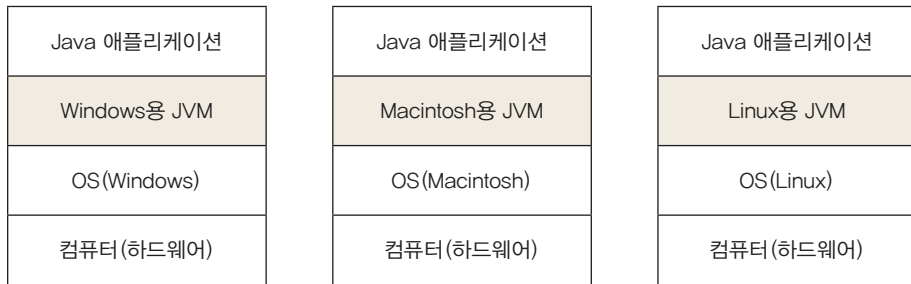 Java 애플리케이션
Windows용 JVM
OS(Windows)
컴퓨터(하드웨어)
Java 애플리케이션
Macintosh용 JVM
OS(Macintosh)
컴퓨터(하드웨어)
Java 애플리케이션
Linux용 JVM
OS(Linux)
컴퓨터(하드웨어)